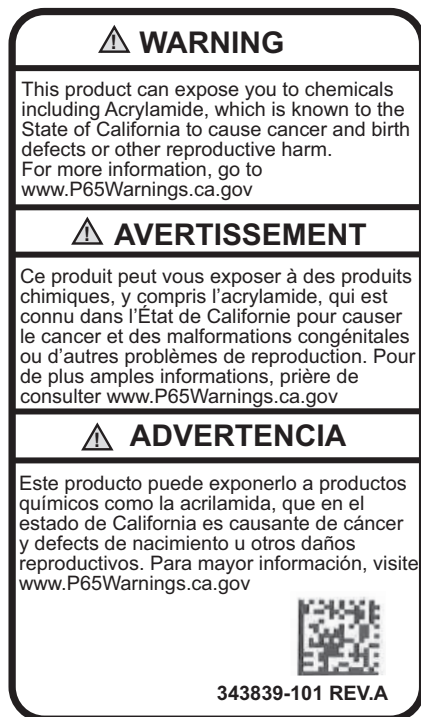 ⚠ WARNING
This product can expose you to chemicals
including Acrylamide, which is known to the
State of California to cause cancer and birth
defects or other reproductive harm.
For more information, go to
www.P65Warnings.ca.gov
⚠ AVERTISSEMENT
Ce produit peut vous exposer à des produits
chimiques, y compris l’acrylamide, qui est
connu dans l’État de Californie pour causer
le cancer et des malformations congénitales
ou d’autres problèmes de reproduction. Pour
de plus amples informations, prière de
consulter www.P65Warnings.ca.gov
⚠ ADVERTENCIA
Este producto puede exponerlo a productos
químicos como la acrilamida, que en el
estado de California es causante de cáncer
y defects de nacimiento u otros daños
reproductivos. Para mayor información, visite
www.P65Warnings.ca.gov
343839-101 REV.A